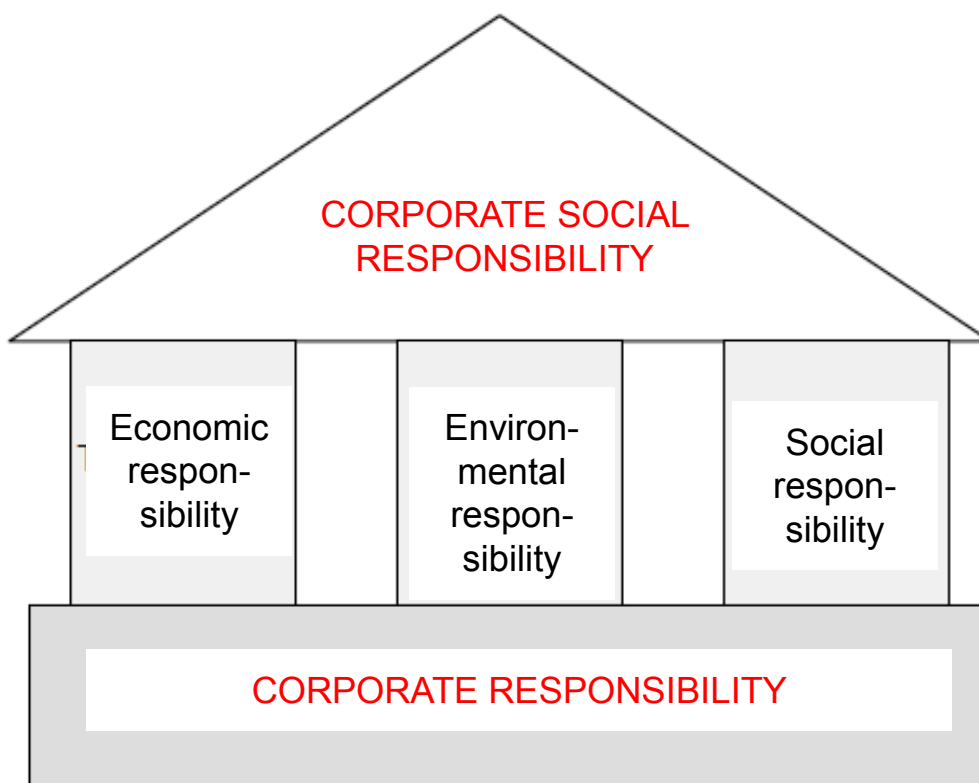 CORPORATE SOCIAL
RESPONSIBILITY
Economic
respon-
sibility
Environ-
mental
respon-
sibility
Social
respon-
sibility
CORPORATE RESPONSIBILITY